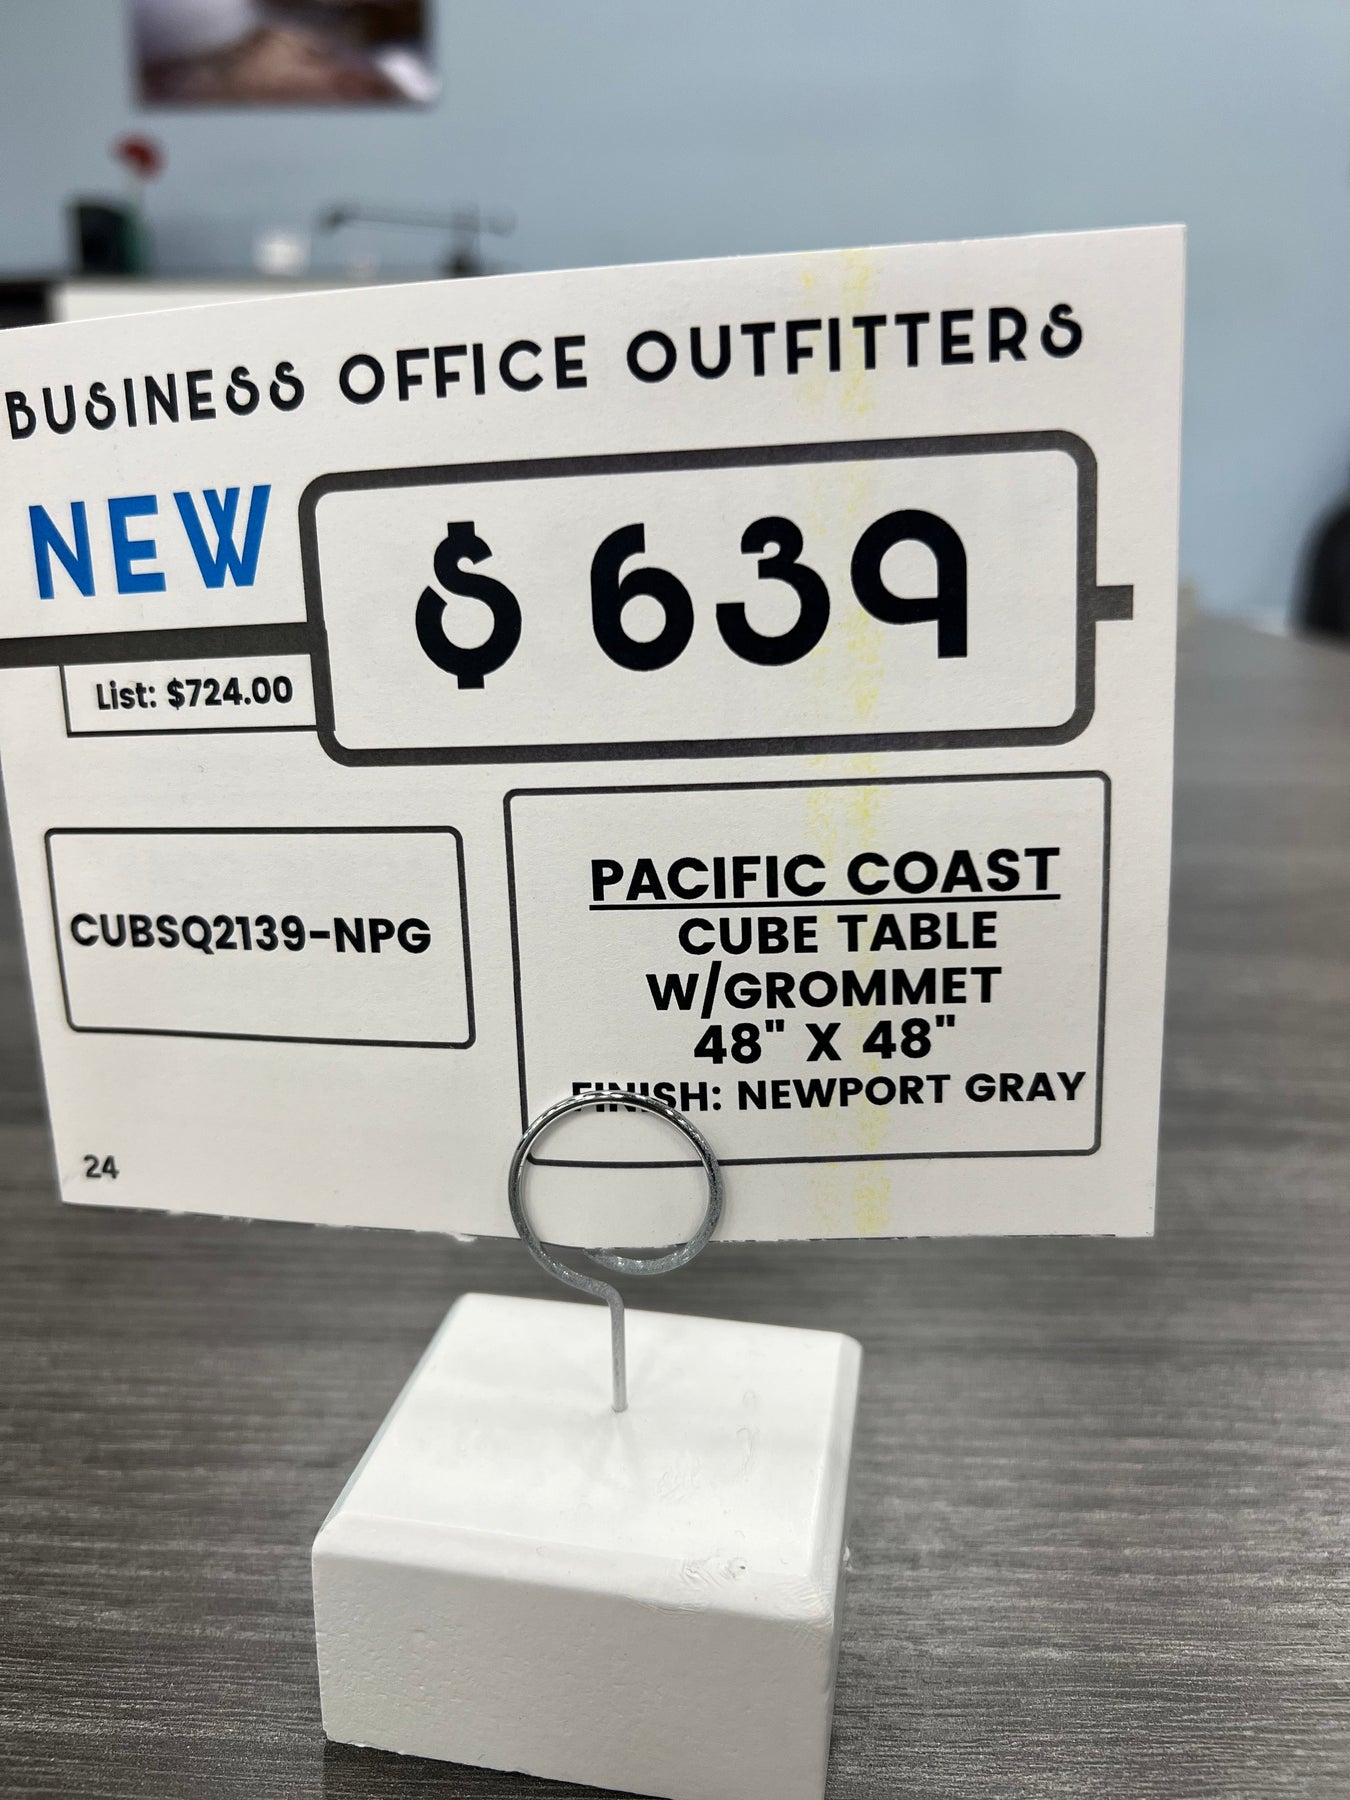 BUSINESS OFFICE OUTFITTERS
NEW
$ 639
List: $724.00
CUBSQ2139-NPG
PACIFIC COAST
CUBE TABLE
W/GROMMET
48" X 48"
FINISH: NEWPORT GRAY
24